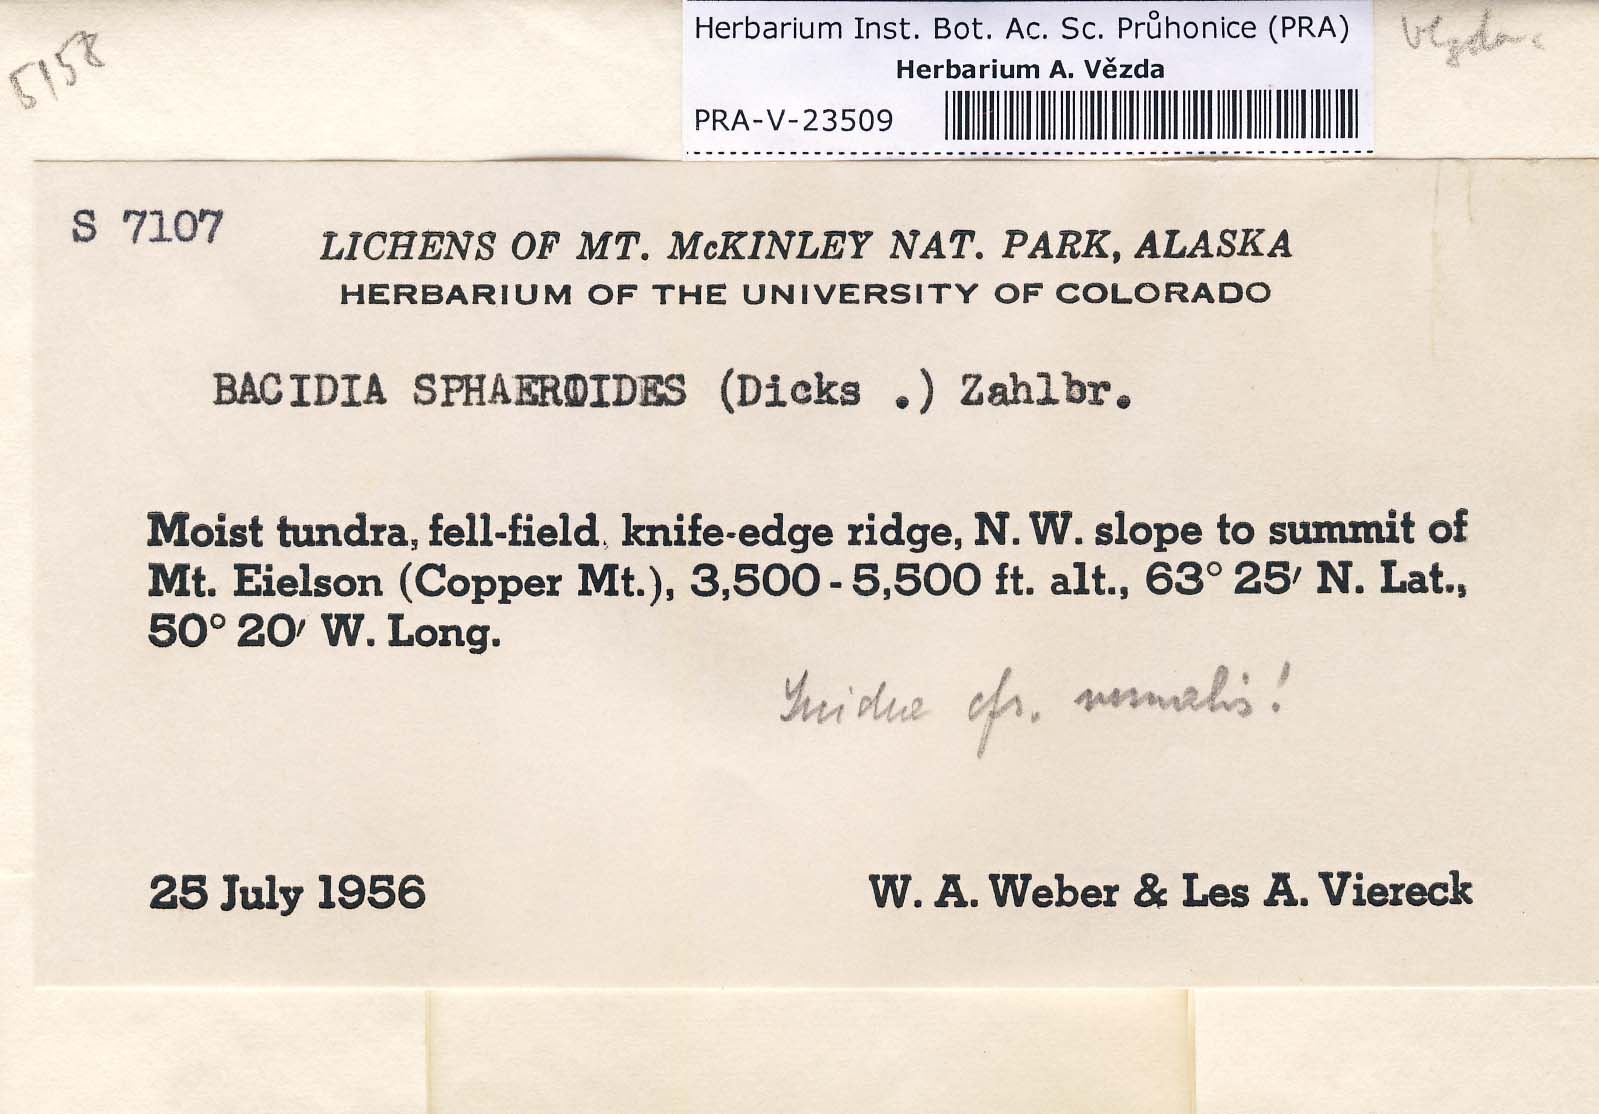 5158
Herbarium Inst. Bot. Ac. Sc. Průhonice (PRA)
Herbarium A. Vězda
PRA-V-23509
S 7107
LICHENS OF MT. McKINLEY NAT. PARK, ALASKA
HERBARIUM OF THE UNIVERSITY OF COLORADO
BACIDIA SPHAEROIDES (Dicks .) Zahlbr.
Moist tundra, fell-field, knife-edge ridge, N. W. slope to summit of
Mt. Eielson (Copper Mt.), 3,500 - 5,500 ft. alt., 63° 25′ N. Lat.,
50° 20′ W. Long.
cfr. vernalis!
25 July 1956
W. A. Weber & Les A. Viereck